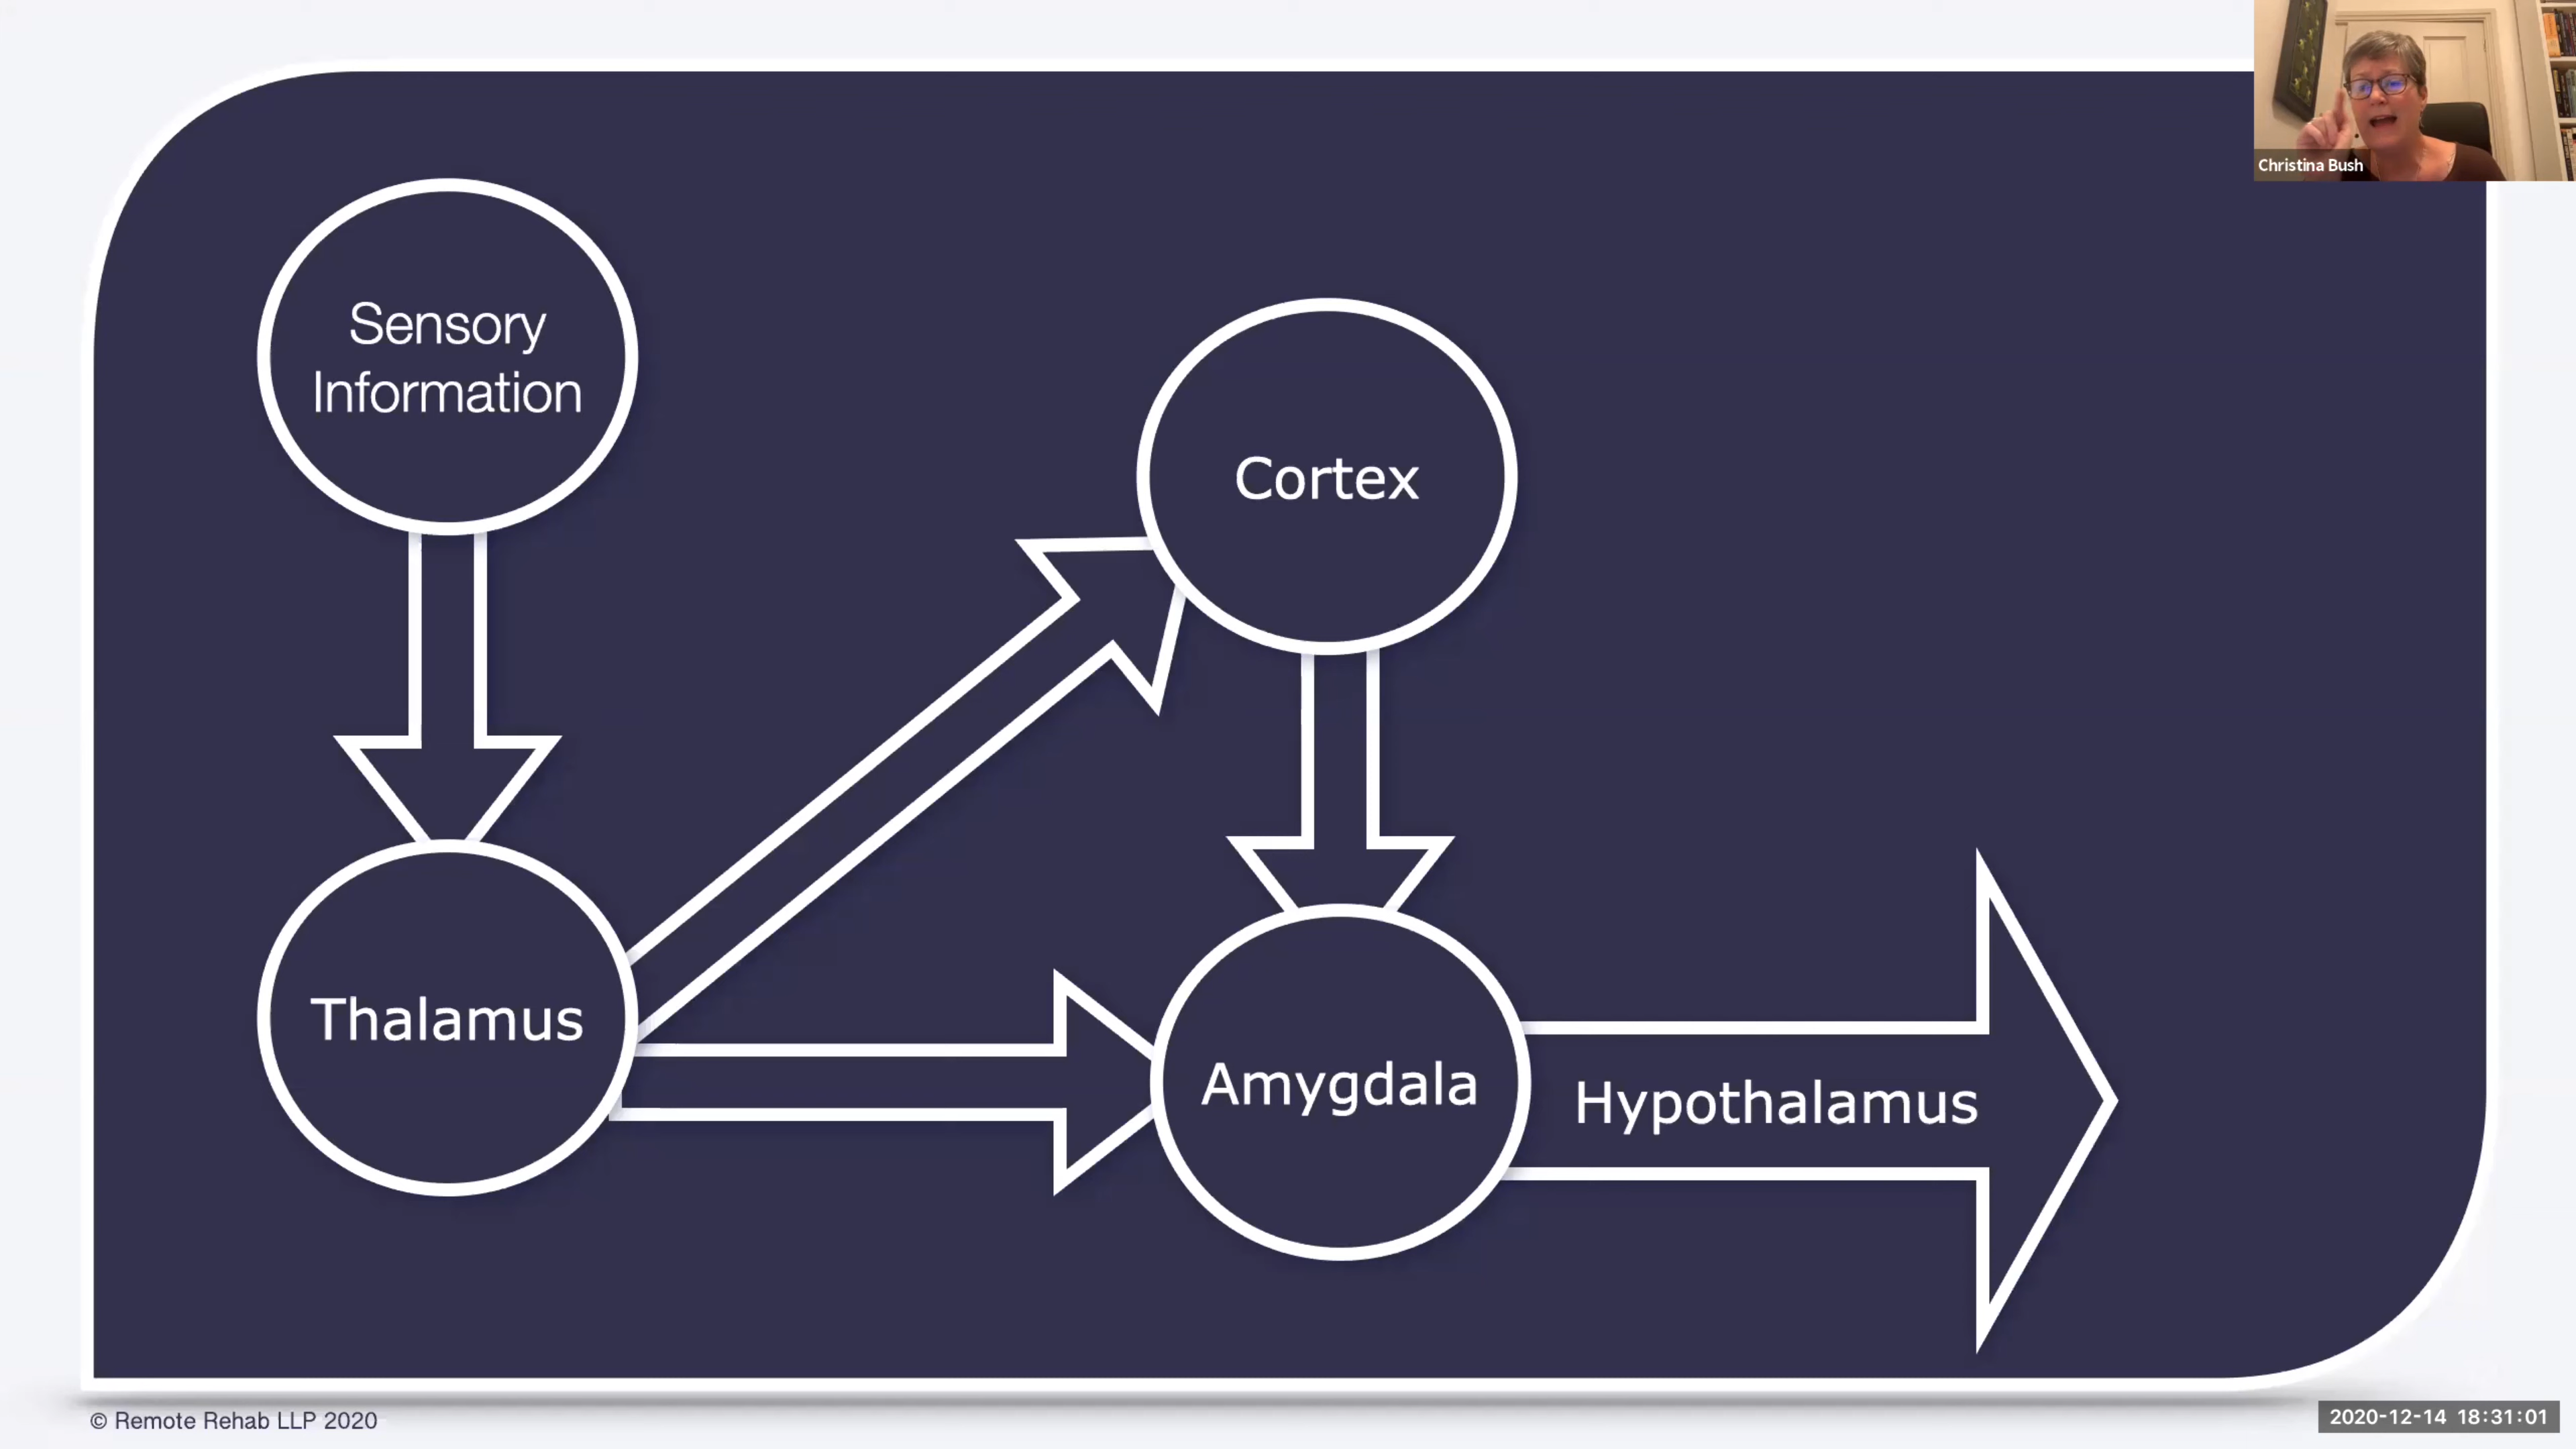 Christina Bush
Sensory
Information
Cortex
Thalamus
Amygdala
Hypothalamus
© Remote Rehab LLP 2020
2020-12-14 18:31:01